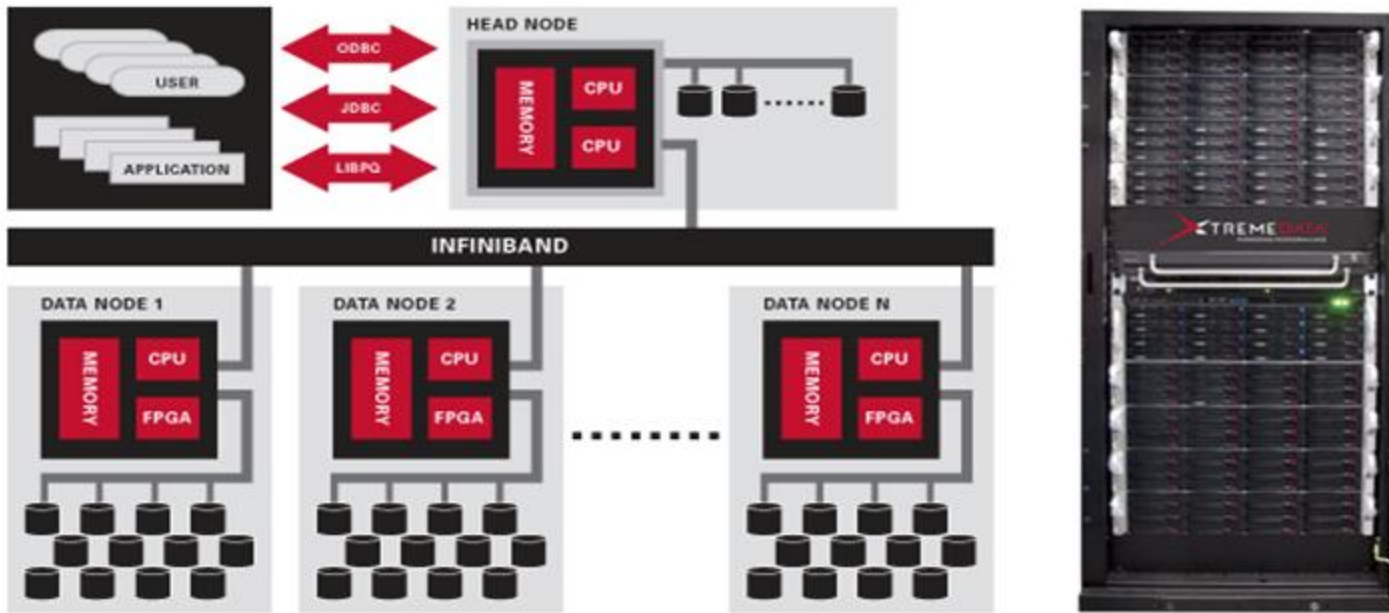 USER
APPLICATION
ODBC
JDBC
LIBPQ
HEAD NODE
MEMORY
CPU
CPU
INFINIBAND
DATA NODE 1
MEMORY
CPU
FPGA
DATA NODE 2
MEMORY
CPU
FPGA
DATA NODE N
MEMORY
CPU
FPGA
XTREMEDATA